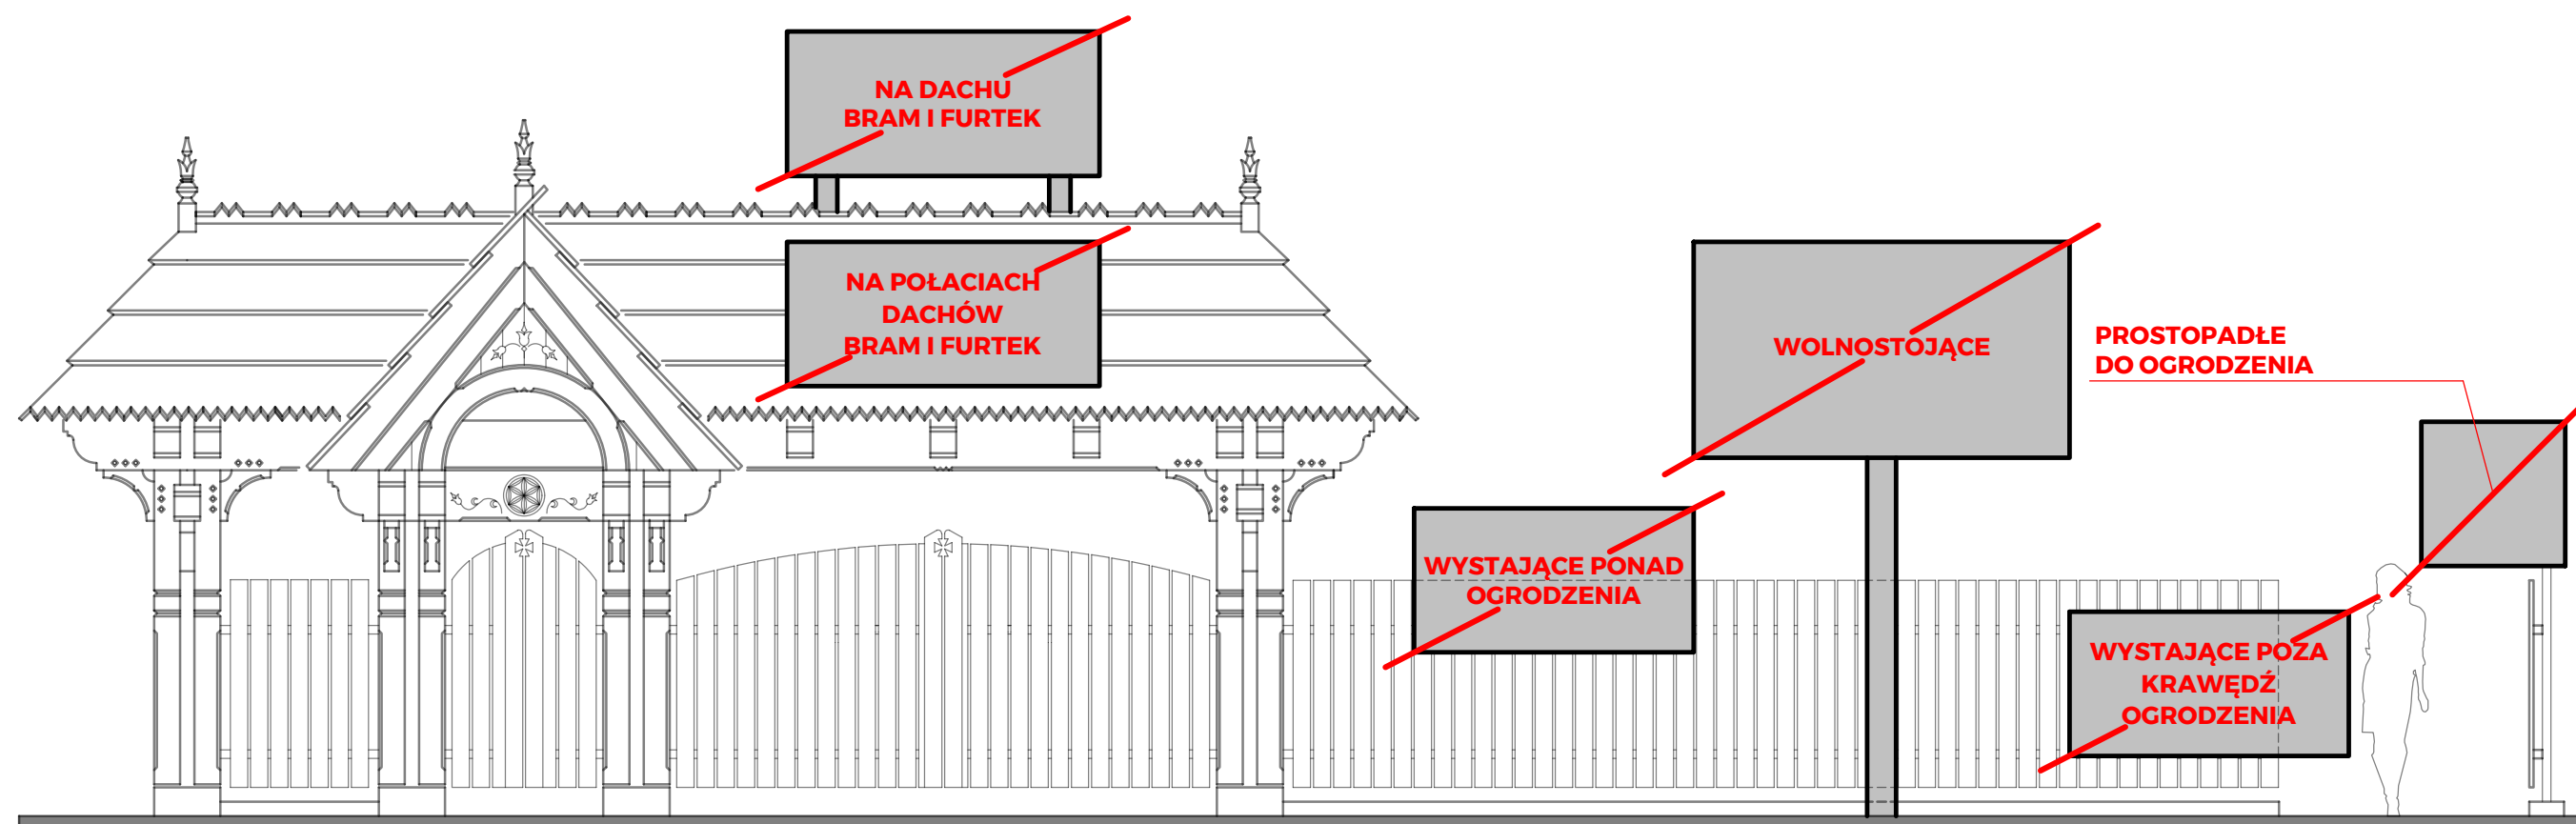 NA DACHU
BRAM I FURTEK
NA POŁACIACH
DACHÓW
BRAM I FURTEK
WOLNOSTOJĄCE
PROSTOPADŁE
DO OGRODZENIA
WYSTAJĄCE PONAD
OGRODZENIA
WYSTAJĄCE POZA
KRAWĘDŹ
OGRODZENIA